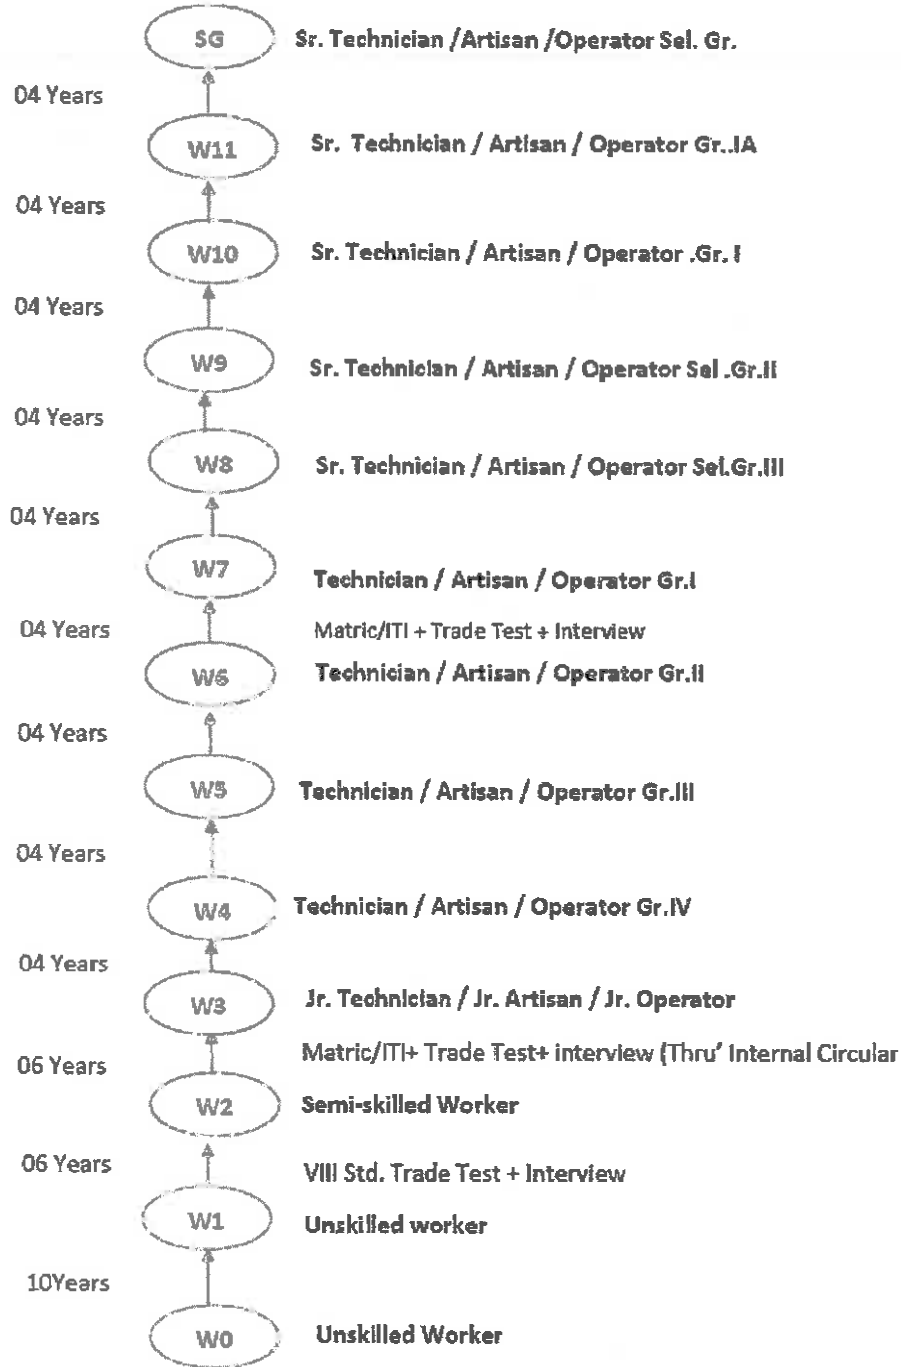 SG Sr. Technician /Artisan /Operator Sel. Gr.
04 Years
W11 Sr. Technician / Artisan / Operator Gr..IA
04 Years
W10 Sr. Technician / Artisan / Operator .Gr. I
04 Years
W9 Sr. Technician / Artisan / Operator Sel .Gr.II
04 Years
W8 Sr. Technician / Artisan / Operator Sel.Gr.III
04 Years
W7 Technician / Artisan / Operator Gr.I
04 Years Matric/ITI + Trade Test + Interview
W6 Technician / Artisan / Operator Gr.II
04 Years
W5 Technician / Artisan / Operator Gr.III
04 Years
W4 Technician / Artisan / Operator Gr.IV
04 Years
W3 Jr. Technician / Jr. Artisan / Jr. Operator
06 Years Matric/ITI+ Trade Test+ interview (Thru' Internal Circular
W2 Semi-skilled Worker
06 Years VIII Std. Trade Test + Interview
W1 Unskilled worker
10Years
W0 Unskilled Worker